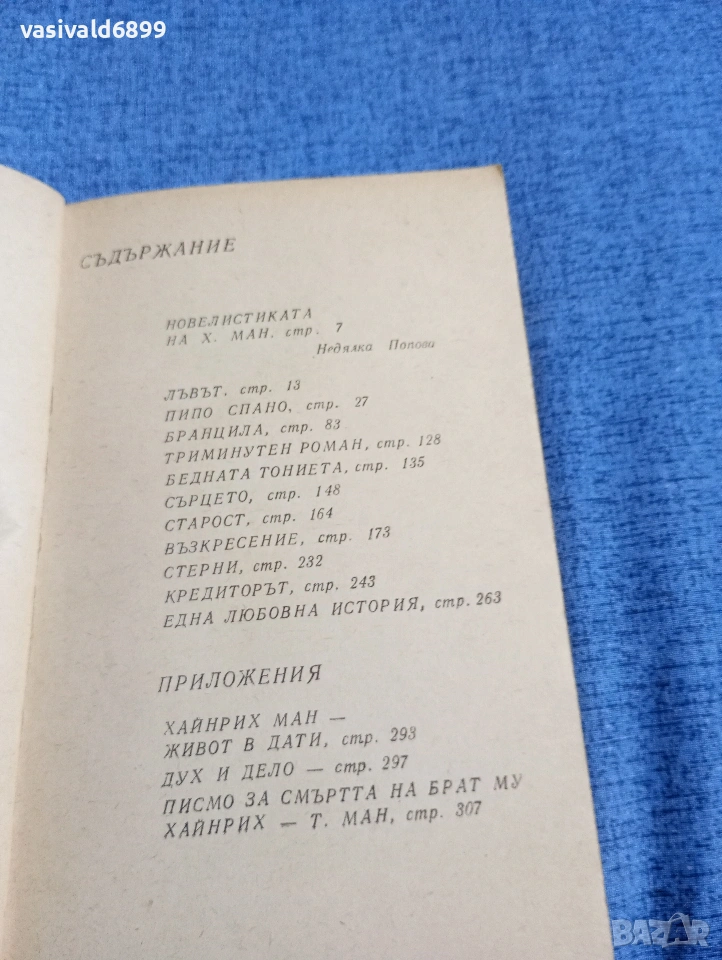 vasivald6899
СЪДЪРЖАНИЕ
НОВЕЛИСТИКАТА
НА Х. МАН. стр. 7
Недялка Попова
ЛЪВЪТ. стр. 13
ПИПО СПАНО, стр. 27
БРАНЦИЛА, стр. 83
ТРИМИНУТЕН РОМАН, стр. 128
БЕДНАТА ТОНИЕТА, стр. 135
СЪРЦЕТО, стр. 148
СТАРОСТ, стр. 164
ВЪЗКРЕСЕНИЕ, стр. 173
СТЕРНИ, стр. 232
КРЕДИТОРЪТ, стр. 243
ЕДНА ЛЮБОВНА ИСТОРИЯ, стр. 263
ПРИЛОЖЕНИЯ
ХАЙНРИХ МАН —
ЖИВОТ В ДАТИ, стр. 293
ДУХ И ДЕЛО — стр. 297
ПИСМО ЗА СМЪРТТА НА БРАТ МУ
ХАЙНРИХ — Т. МАН, стр. 307
BAZAR